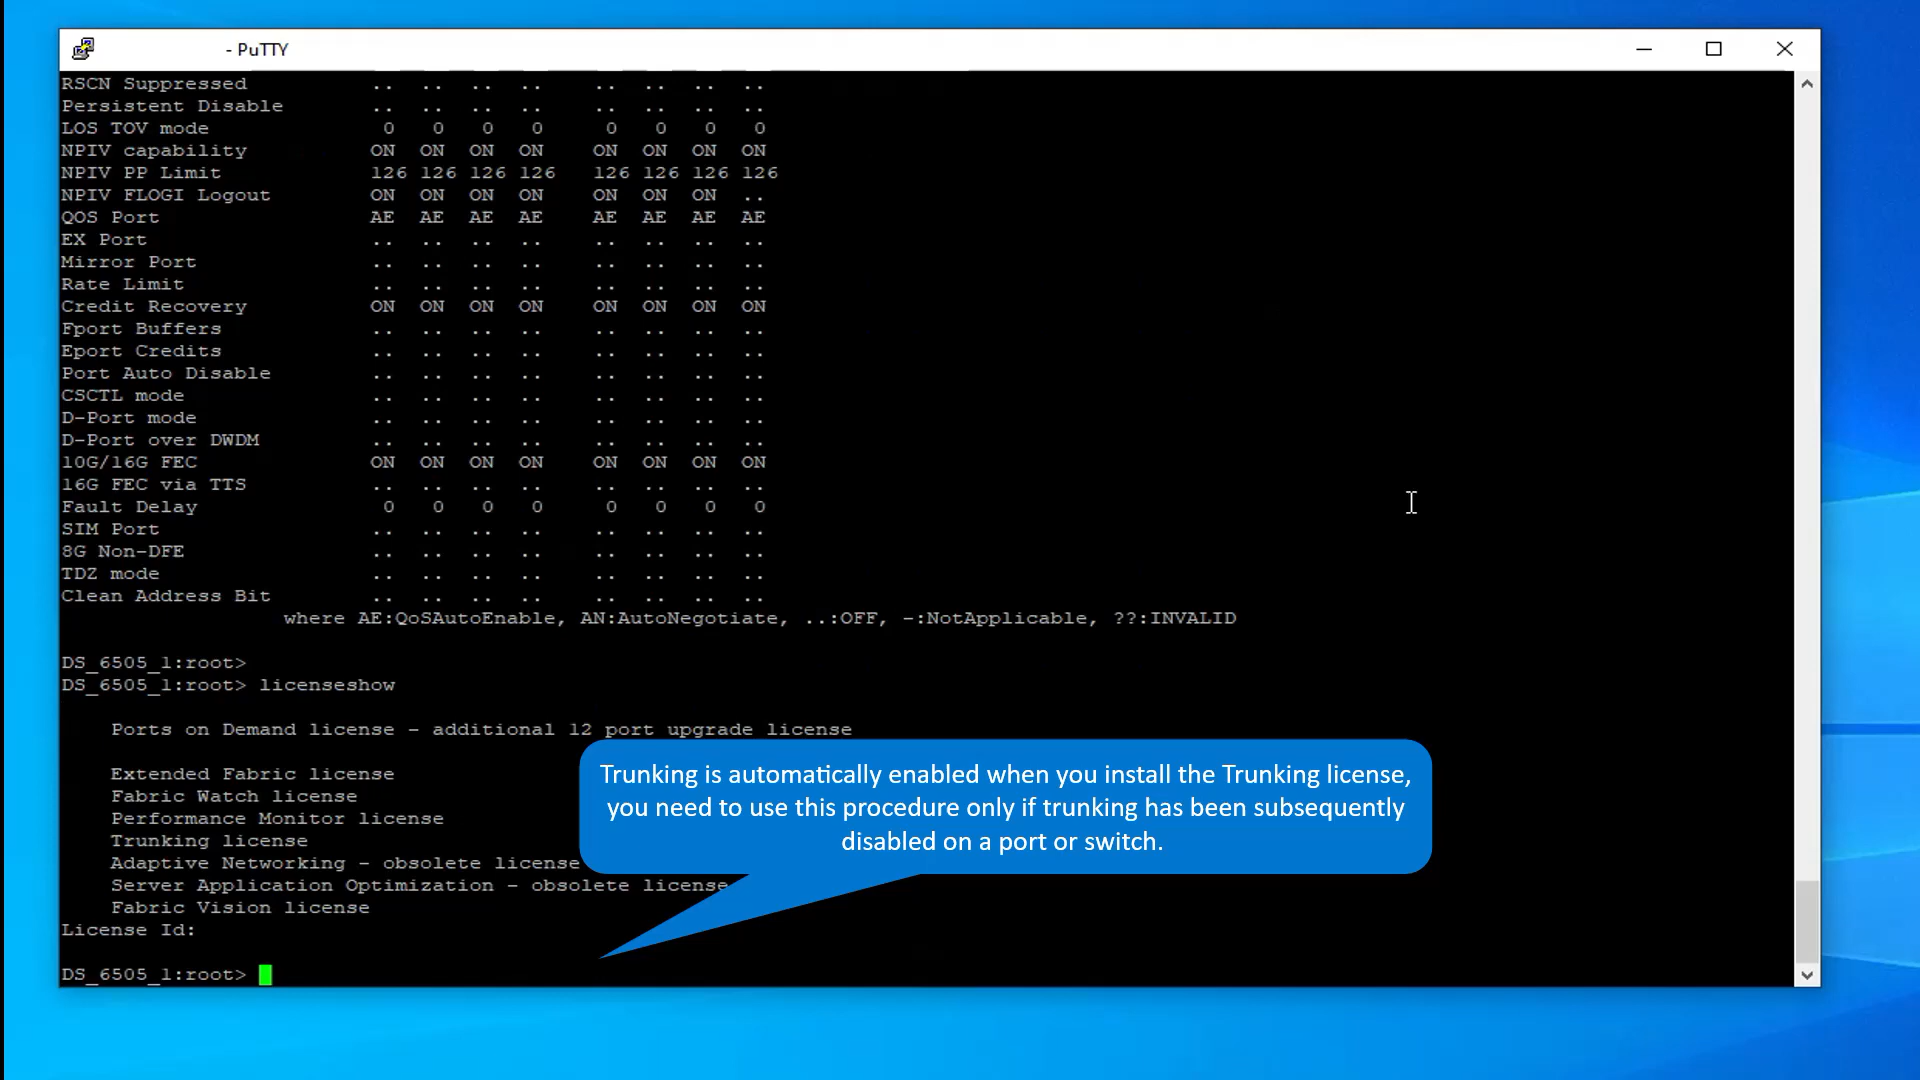 - PuTTY
RSCN Suppressed .. .. .. .. .. .. .. ..
Persistent Disable .. .. .. .. .. .. .. ..
LOS TOV mode 0 0 0 0 0 0 0 0
NPIV capability ON ON ON ON ON ON ON ON
NPIV PP Limit 126 126 126 126 126 126 126 126
NPIV FLOGI Logout ON ON ON ON ON ON ON ..
QOS Port AE AE AE AE AE AE AE AE
EX Port .. .. .. .. .. .. .. ..
Mirror Port .. .. .. .. .. .. .. ..
Rate Limit .. .. .. .. .. .. .. ..
Credit Recovery ON ON ON ON ON ON ON ON
Fport Buffers .. .. .. .. .. .. .. ..
Eport Credits .. .. .. .. .. .. .. ..
Port Auto Disable .. .. .. .. .. .. .. ..
CSCTL mode .. .. .. .. .. .. .. ..
D-Port mode .. .. .. .. .. .. .. ..
D-Port over DWDM .. .. .. .. .. .. .. ..
10G/16G FEC ON ON ON ON ON ON ON ON
16G FEC via TTS .. .. .. .. .. .. .. ..
Fault Delay 0 0 0 0 0 0 0 0
SIM Port .. .. .. .. .. .. .. ..
8G Non-DFE .. .. .. .. .. .. .. ..
TDZ mode .. .. .. .. .. .. .. ..
Clean Address Bit .. .. .. .. .. .. .. ..
where AE:QoSAutoEnable, AN:AutoNegotiate, ..:OFF, -:NotApplicable, ??:INVALID
DS_6505_1:root>
DS_6505_1:root> licenseshow
Ports on Demand license - additional 12 port upgrade license
Extended Fabric license
Fabric Watch license
Performance Monitor license
Trunking license
Adaptive Networking - obsolete license
Server Application Optimization - obsolete license
Fabric Vision license
License Id:
DS_6505_1:root>
Trunking is automatically enabled when you install the Trunking license,
you need to use this procedure only if trunking has been subsequently
disabled on a port or switch.